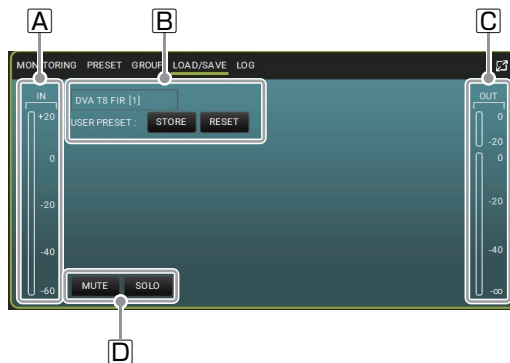 A B C
MONITORING PRESET GROUP LOAD/SAVE LOG
IN
OUT
DVA T8 FIR [1]
+20
0
USER PRESET : STORE RESET
-20
0
0
-20
-20
-40
-40
-60
MUTE SOLO
-∞
D